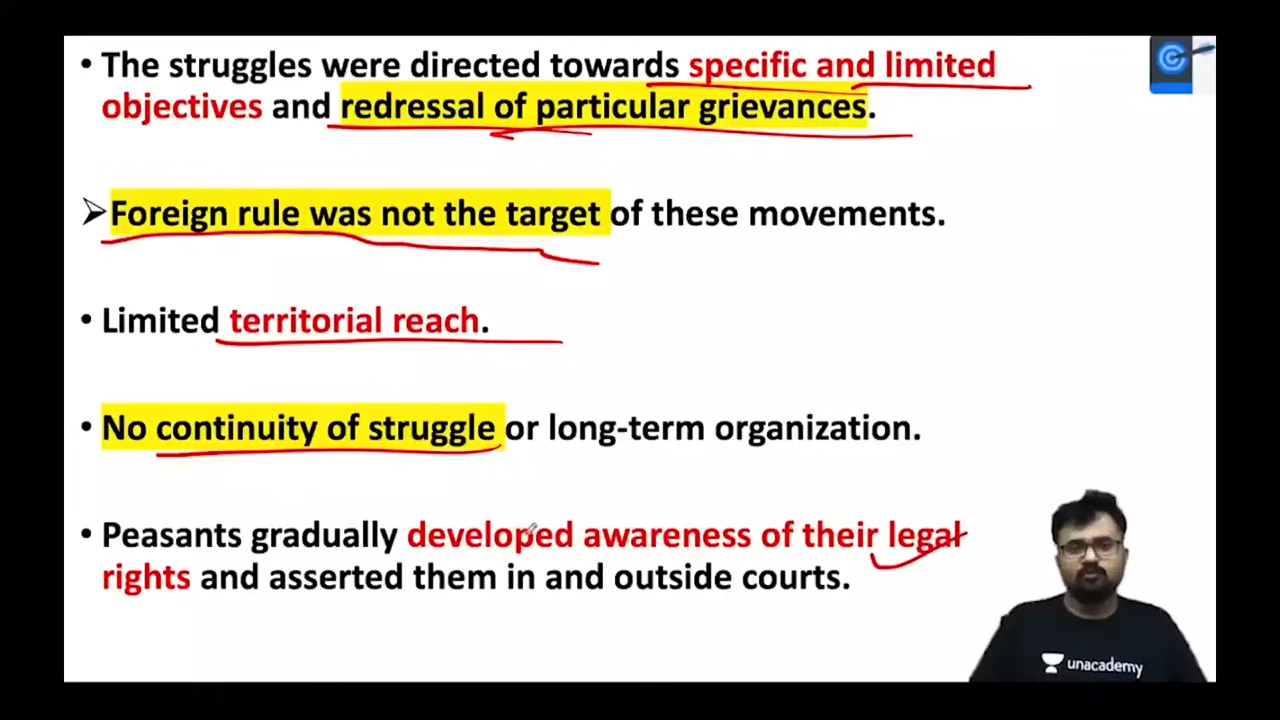 • The struggles were directed towards specific and limited
objectives and redressal of particular grievances.
➢Foreign rule was not the target of these movements.
• Limited territorial reach.
• No continuity of struggle or long-term organization.
• Peasants gradually developed awareness of their legal
rights and asserted them in and outside courts.
unacademy